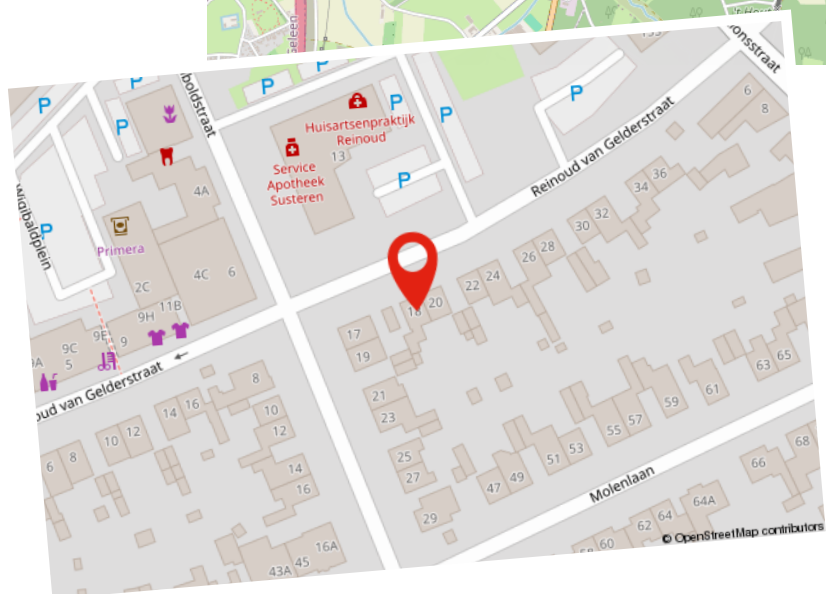 Geleen
P
P
P
P
P
P
P
P
P
P
Huisartsenpraktijk
Reinoud
13
Service
Apotheek
Susteren
Reinoud van Gelderstraat
6
8
4A
Wigibaldplein
Primera
2C
4C
6
11B
9H
9E
9
9C
5
9A
36
34
32
30
28
26
24
22
20
18
17
19
21
23
25
27
29
8
10
12
14
16
16
14
12
10
8
6
16A
45
43A
47
49
51
53
55
57
59
61
63
65
Molenlaan
68
66
64A
64
62
60
© OpenStreetMap contributors